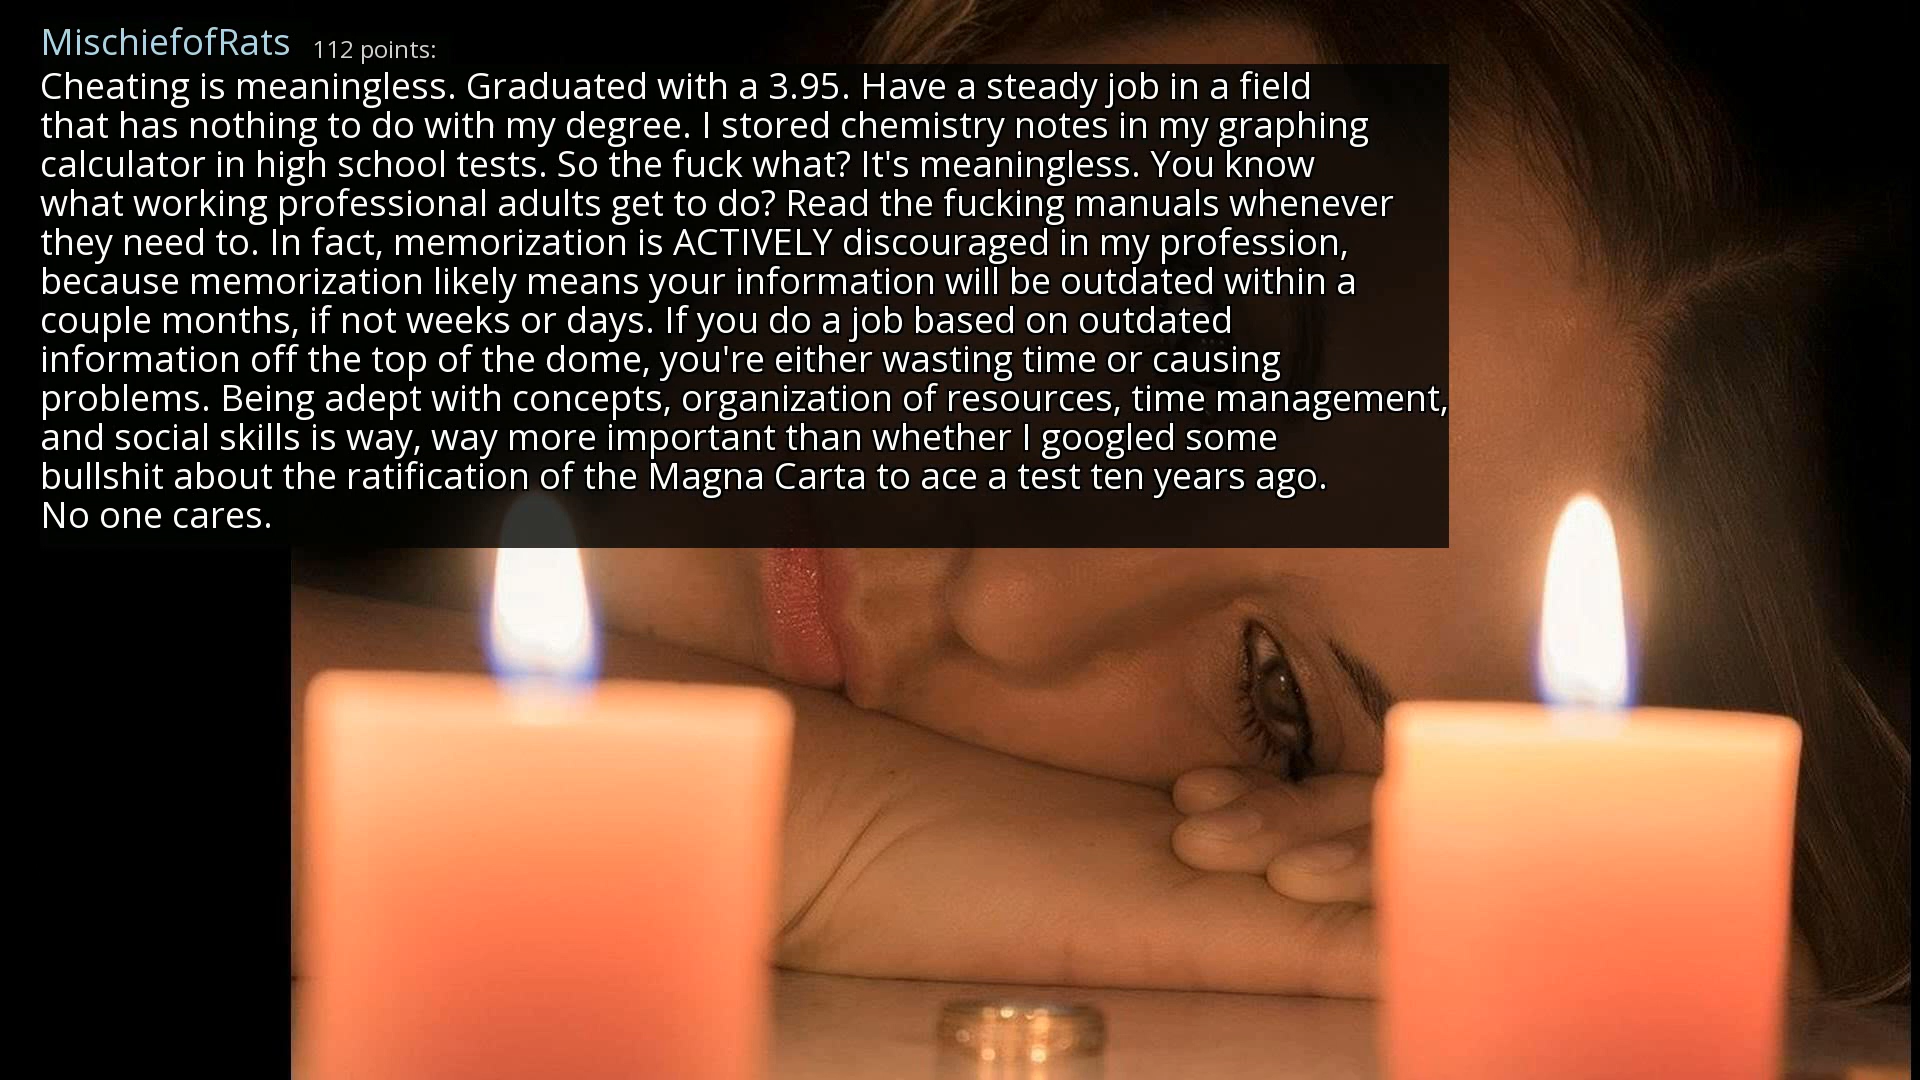 MischiefofRats 112 points:
Cheating is meaningless. Graduated with a 3.95. Have a steady job in a field
that has nothing to do with my degree. I stored chemistry notes in my graphing
calculator in high school tests. So the fuck what? It's meaningless. You know
what working professional adults get to do? Read the fucking manuals whenever
they need to. In fact, memorization is ACTIVELY discouraged in my profession,
because memorization likely means your information will be outdated within a
couple months, if not weeks or days. If you do a job based on outdated
information off the top of the dome, you're either wasting time or causing
problems. Being adept with concepts, organization of resources, time management,
and social skills is way, way more important than whether I googled some
bullshit about the ratification of the Magna Carta to ace a test ten years ago.
No one cares.